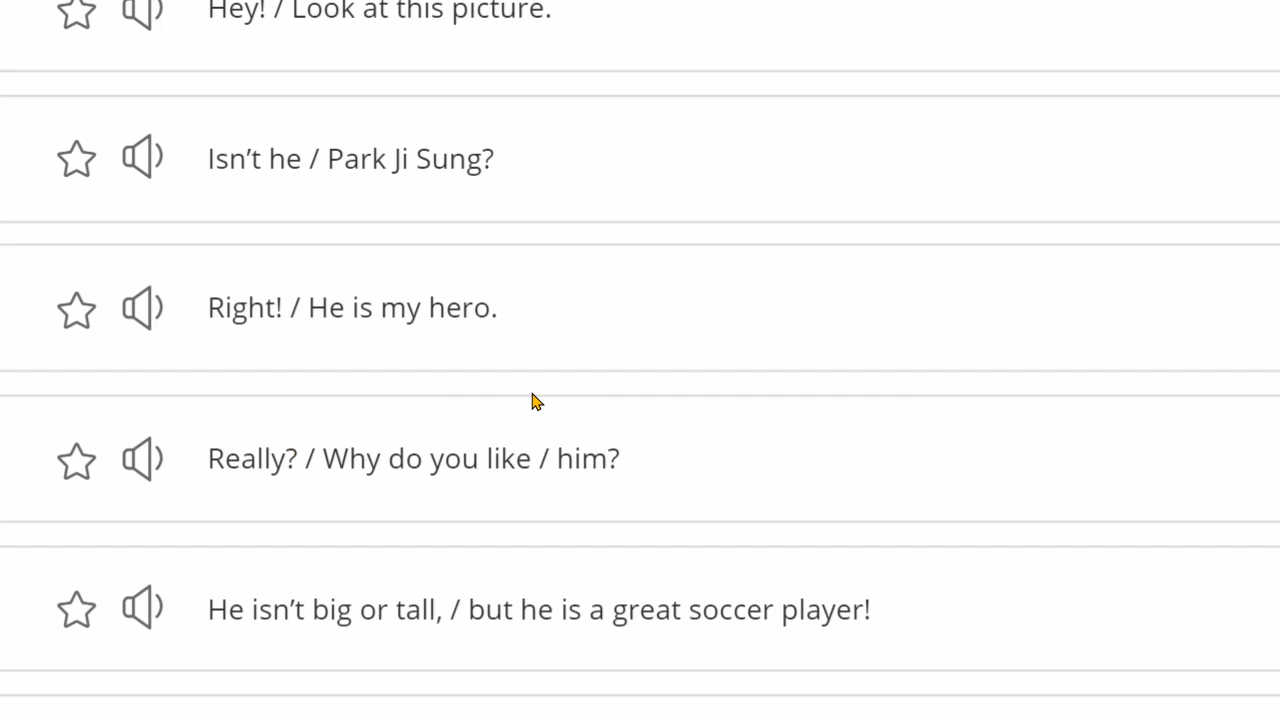 Hey! / Look at this picture.
Isn’t he / Park Ji Sung?
Right! / He is my hero.
Really? / Why do you like / him?
He isn’t big or tall, / but he is a great soccer player!